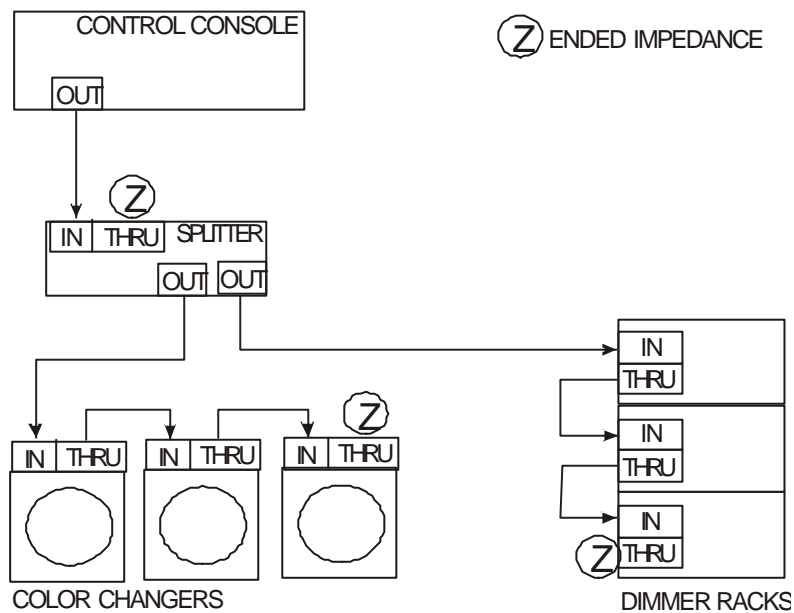 CONTROL CONSOLE
Z ENDED IMPEDANCE
OUT
Z
IN THRU SPLITTER
OUT OUT
IN
THRU
Z
IN THRU IN THRU IN THRU
IN
THRU
IN
Z THRU
COLOR CHANGERS
DIMMER RACKS